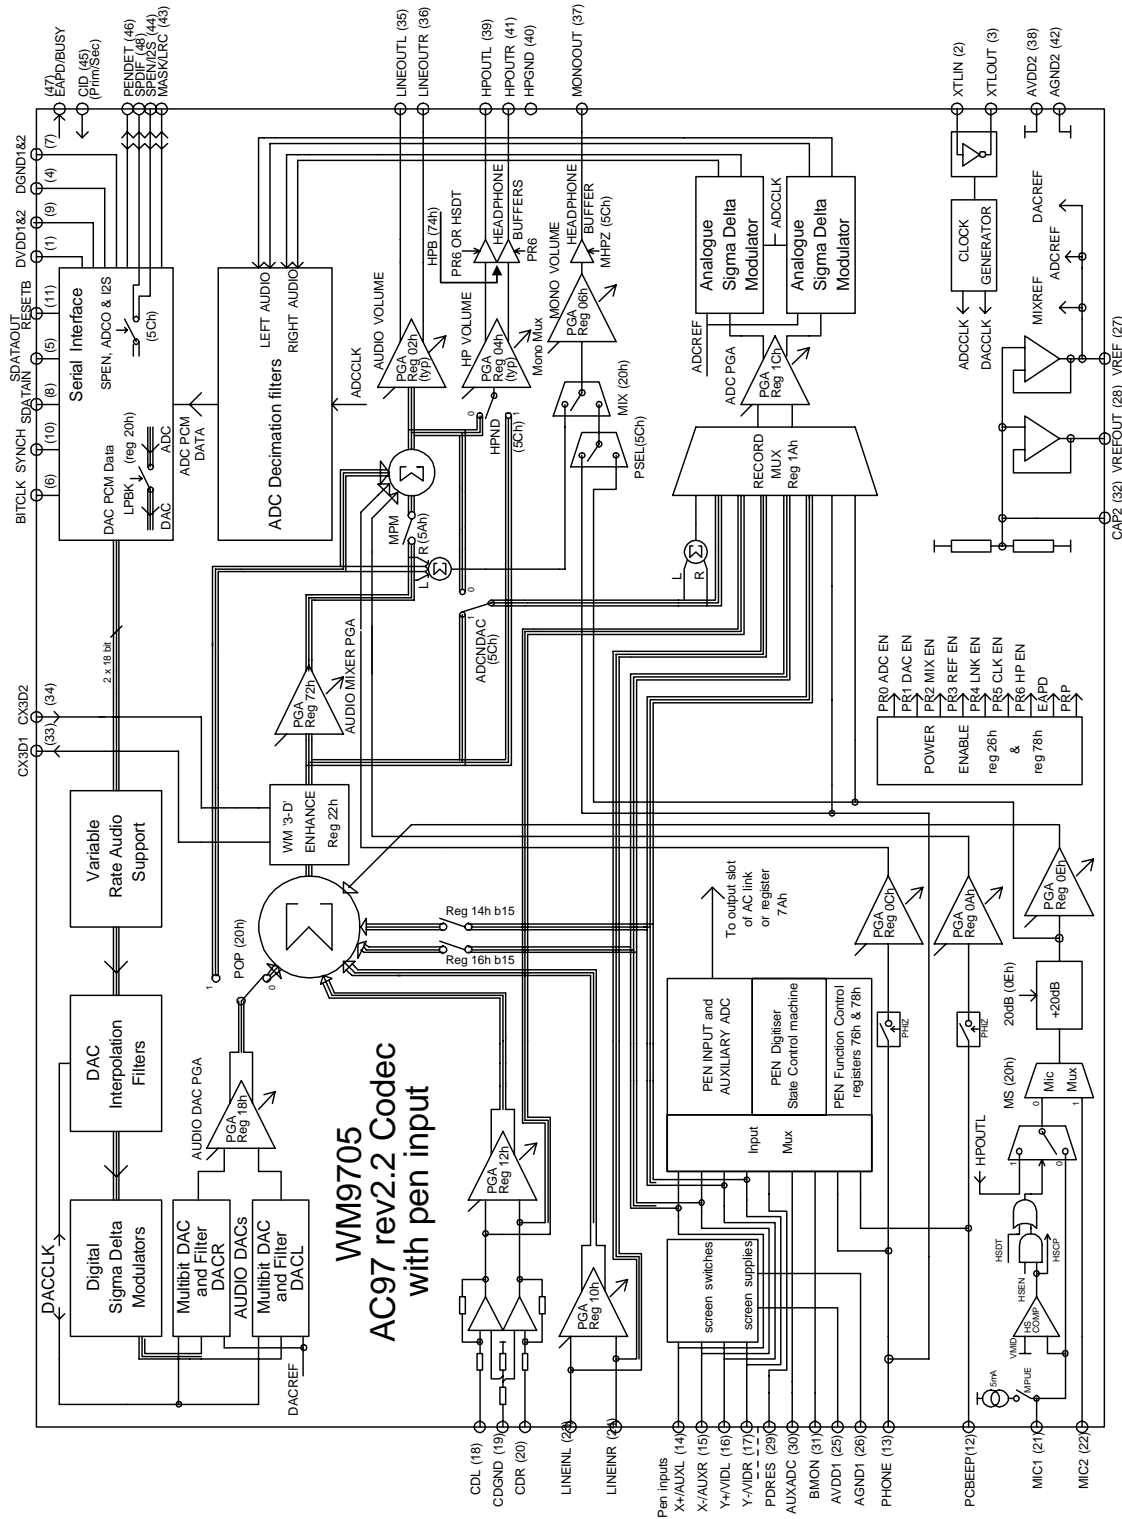 WM9705
AC97 rev2.2 Codec
with pen input
BITCLK (6)
SYNCH (10)
SDATAIN (8)
SDATAOUT (5)
RESETB (11)
DVDD1&2 (1)
(9)
DGND1&2 (4)
(7)
(47) EAPD/BUSY
CID (45)
(Prim/Sec)
PENDET (46)
SPDIF (48)
SPEN/I2S (44)
MASK/LRC (43)
LINEOUTL (35)
LINEOUTR (36)
HPOUTL (39)
HPOUTR (41)
HPGND (40)
MONOOUT (37)
XTLIN (2)
XTLOUT (3)
AVDD2 (38)
AGND2 (42)
VREF (27)
VREFOUT (28)
CAP2 (32)
CX3D1 (33)
CX3D2 (34)
Serial Interface
SPEN, ADCO & I2S
(5Ch)
DAC PCM Data
LPBK (reg 20h)
DAC
ADC
2 x 18 bit
ADC PCM
DATA
ADC Decimation filters
LEFT AUDIO
RIGHT AUDIO
ADCCLK
AUDIO VOLUME
PGA
Reg 02h
(typ)
HP VOLUME
PGA
Reg 04h
(typ)
Mono Mux
HPB (74h)
PR6 OR HSDT
HEADPHONE
BUFFERS
PR6
MONO VOLUME
PGA
Reg 06h
HEADPHONE
BUFFER
MHPZ (5Ch)
0
HPND
1
(5Ch)
MIX (20h)
PSEL(5Ch)
MPM
(5Ah)
L
R
Σ
Σ
Analogue
Sigma Delta
Modulator
ADCCLK
Analogue
Sigma Delta
Modulator
ADCREF
ADC PGA
PGA
Reg 1Ch
RECORD
MUX
Reg 1Ah
L
R
Σ
1
0
ADCNDAC
(5Ch)
CLOCK
GENERATOR
ADCCLK
DACCLK
MIXREF
ADCREF
DACREF
Variable
Rate Audio
Support
WM '3-D'
ENHANCE
Reg 22h
PGA
Reg 72h
AUDIO MIXER PGA
Σ
1
POP (20h)
0
Reg 14h b15
Reg 16h b15
DAC
Interpolation
Filters
AUDIO DAC PGA
PGA
Reg 18h
DACCLK
Digital
Sigma Delta
Modulators
Multibit DAC
and Filter
DACR
AUDIO DACs
Multibit DAC
and Filter
DACL
DACREF
PGA
Reg 12h
PGA
Reg 10h
To output slot
of AC link
or register
7Ah
PEN INPUT and
AUXILIARY ADC
PEN Digitiser
State Control machine
PEN Function Control
registers 76h & 78h
Input
Mux
screen switches
screen supplies
POWER
ENABLE
reg 26h
&
reg 78h
PR0 ADC EN
PR1 DAC EN
PR2 MIX EN
PR3 REF EN
PR4 LNK EN
PR5 CLK EN
PR6 HP EN
EAPD
PRP
PGA
Reg 0Ch
PGA
Reg 0Ah
PGA
Reg 0Eh
PHIZ
PHIZ
20dB (0Eh)
+20dB
MS (20h)
0
1
Mic
Mux
HPOUTL
1
0
HSDT
HSEN
HSCP
HS
COMP
VMID
5mA
MPUE
CDL (18)
CDGND (19)
CDR (20)
LINEINL (23)
LINEINR (24)
Pen inputs
X+/AUXL (14)
X-/AUXR (15)
Y+/VIDL (16)
Y-/VIDR (17)
PDRES (29)
AUXADC (30)
BMON (31)
AVDD1 (25)
AGND1 (26)
PHONE (13)
PCBEEP(12)
MIC1 (21)
MIC2 (22)